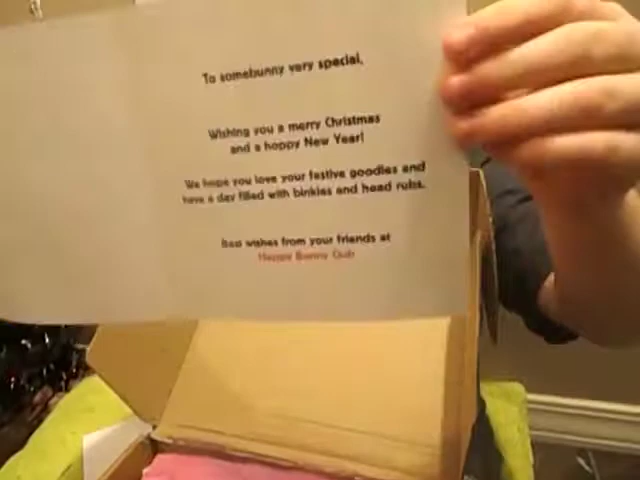 To somebunny very special,
Wishing you a merry Christmas
and a hoppy New Year!
We hope you love your festive goodies and
have a day filled with binkies and head rubs.
Best wishes from your friends at
Happy Bunny Club